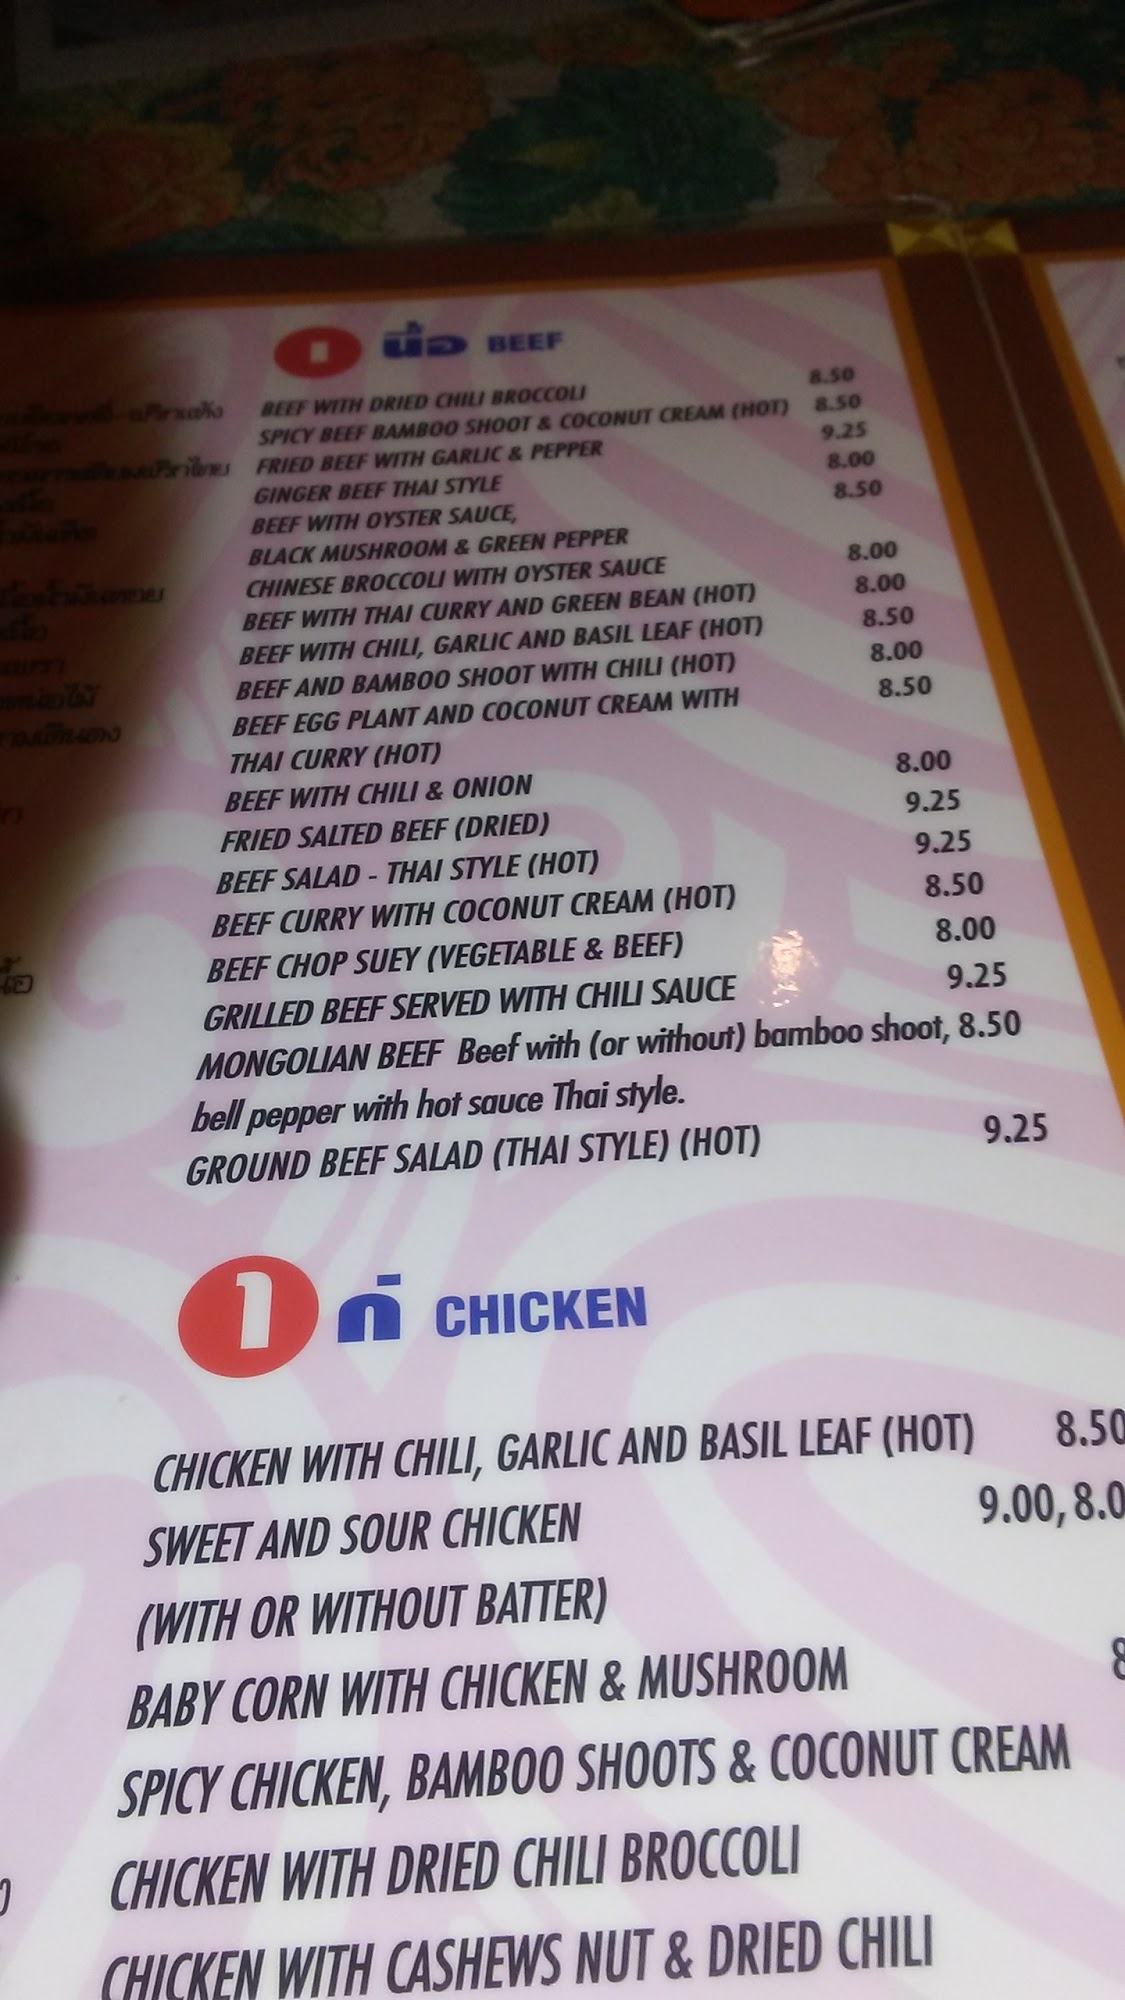 เนื้อ BEEF
BEEF WITH DRIED CHILI BROCCOLI 8.50
SPICY BEEF BAMBOO SHOOT & COCONUT CREAM (HOT) 8.50
FRIED BEEF WITH GARLIC & PEPPER 9.25
GINGER BEEF THAI STYLE 8.00
BEEF WITH OYSTER SAUCE, 8.50
BLACK MUSHROOM & GREEN PEPPER
CHINESE BROCCOLI WITH OYSTER SAUCE 8.00
BEEF WITH THAI CURRY AND GREEN BEAN (HOT) 8.00
BEEF WITH CHILI, GARLIC AND BASIL LEAF (HOT) 8.50
BEEF AND BAMBOO SHOOT WITH CHILI (HOT) 8.00
BEEF EGG PLANT AND COCONUT CREAM WITH 8.50
THAI CURRY (HOT)
BEEF WITH CHILI & ONION 8.00
FRIED SALTED BEEF (DRIED) 9.25
BEEF SALAD - THAI STYLE (HOT) 9.25
BEEF CURRY WITH COCONUT CREAM (HOT) 8.50
BEEF CHOP SUEY (VEGETABLE & BEEF) 8.00
GRILLED BEEF SERVED WITH CHILI SAUCE 9.25
MONGOLIAN BEEF Beef with (or without) bamboo shoot, 8.50
bell pepper with hot sauce Thai style.
GROUND BEEF SALAD (THAI STYLE) (HOT) 9.25
CHICKEN
CHICKEN WITH CHILI, GARLIC AND BASIL LEAF (HOT) 8.50
SWEET AND SOUR CHICKEN 9.00, 8.0
(WITH OR WITHOUT BATTER)
BABY CORN WITH CHICKEN & MUSHROOM 8
SPICY CHICKEN, BAMBOO SHOOTS & COCONUT CREAM
CHICKEN WITH DRIED CHILI BROCCOLI
CHICKEN WITH CASHEWS NUT & DRIED CHILI